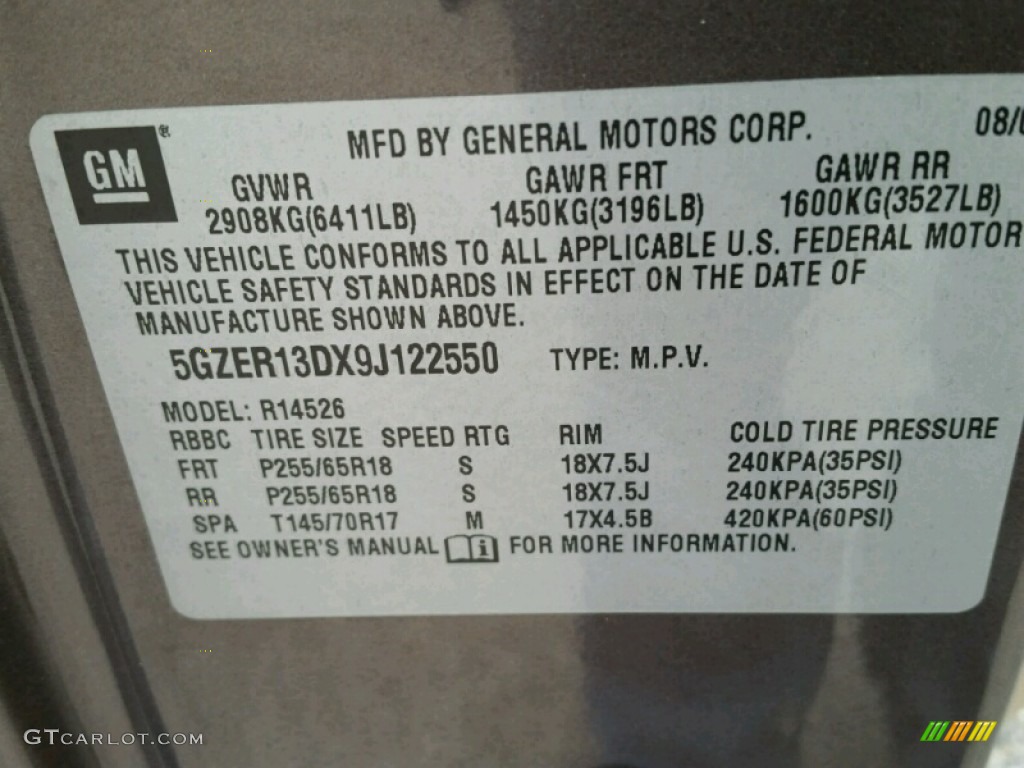 GM ® MFD BY GENERAL MOTORS CORP. 08/
GVWR GAWR FRT GAWR RR
2908KG(6411LB) 1450KG(3196LB) 1600KG(3527LB)
THIS VEHICLE CONFORMS TO ALL APPLICABLE U.S. FEDERAL MOTOR
VEHICLE SAFETY STANDARDS IN EFFECT ON THE DATE OF
MANUFACTURE SHOWN ABOVE.
5GZER13DX9J122550 TYPE: M.P.V.
MODEL: R14526
RBBC TIRE SIZE SPEED RTG RIM COLD TIRE PRESSURE
FRT P255/65R18 S 18X7.5J 240KPA(35PSI)
RR P255/65R18 S 18X7.5J 240KPA(35PSI)
SPA T145/70R17 M 17X4.5B 420KPA(60PSI)
SEE OWNER'S MANUAL i FOR MORE INFORMATION.
GTCARLOT.COM